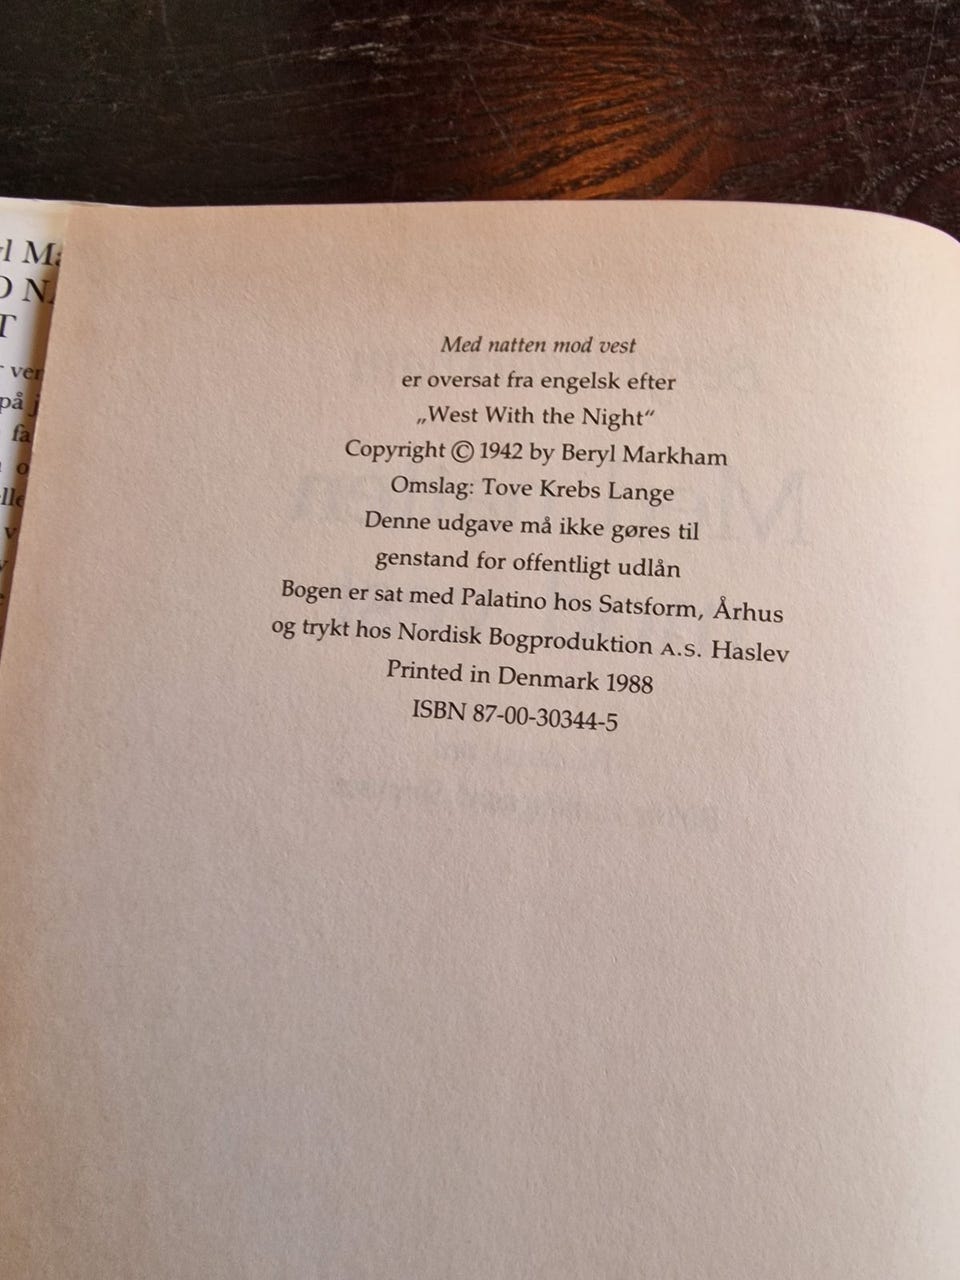 Med natten mod vest
er oversat fra engelsk efter
„West With the Night“
Copyright © 1942 by Beryl Markham
Omslag: Tove Krebs Lange
Denne udgave må ikke gøres til
genstand for offentligt udlån
Bogen er sat med Palatino hos Satsform, Århus
og trykt hos Nordisk Bogproduktion A.S. Haslev
Printed in Denmark 1988
ISBN 87-00-30344-5
på